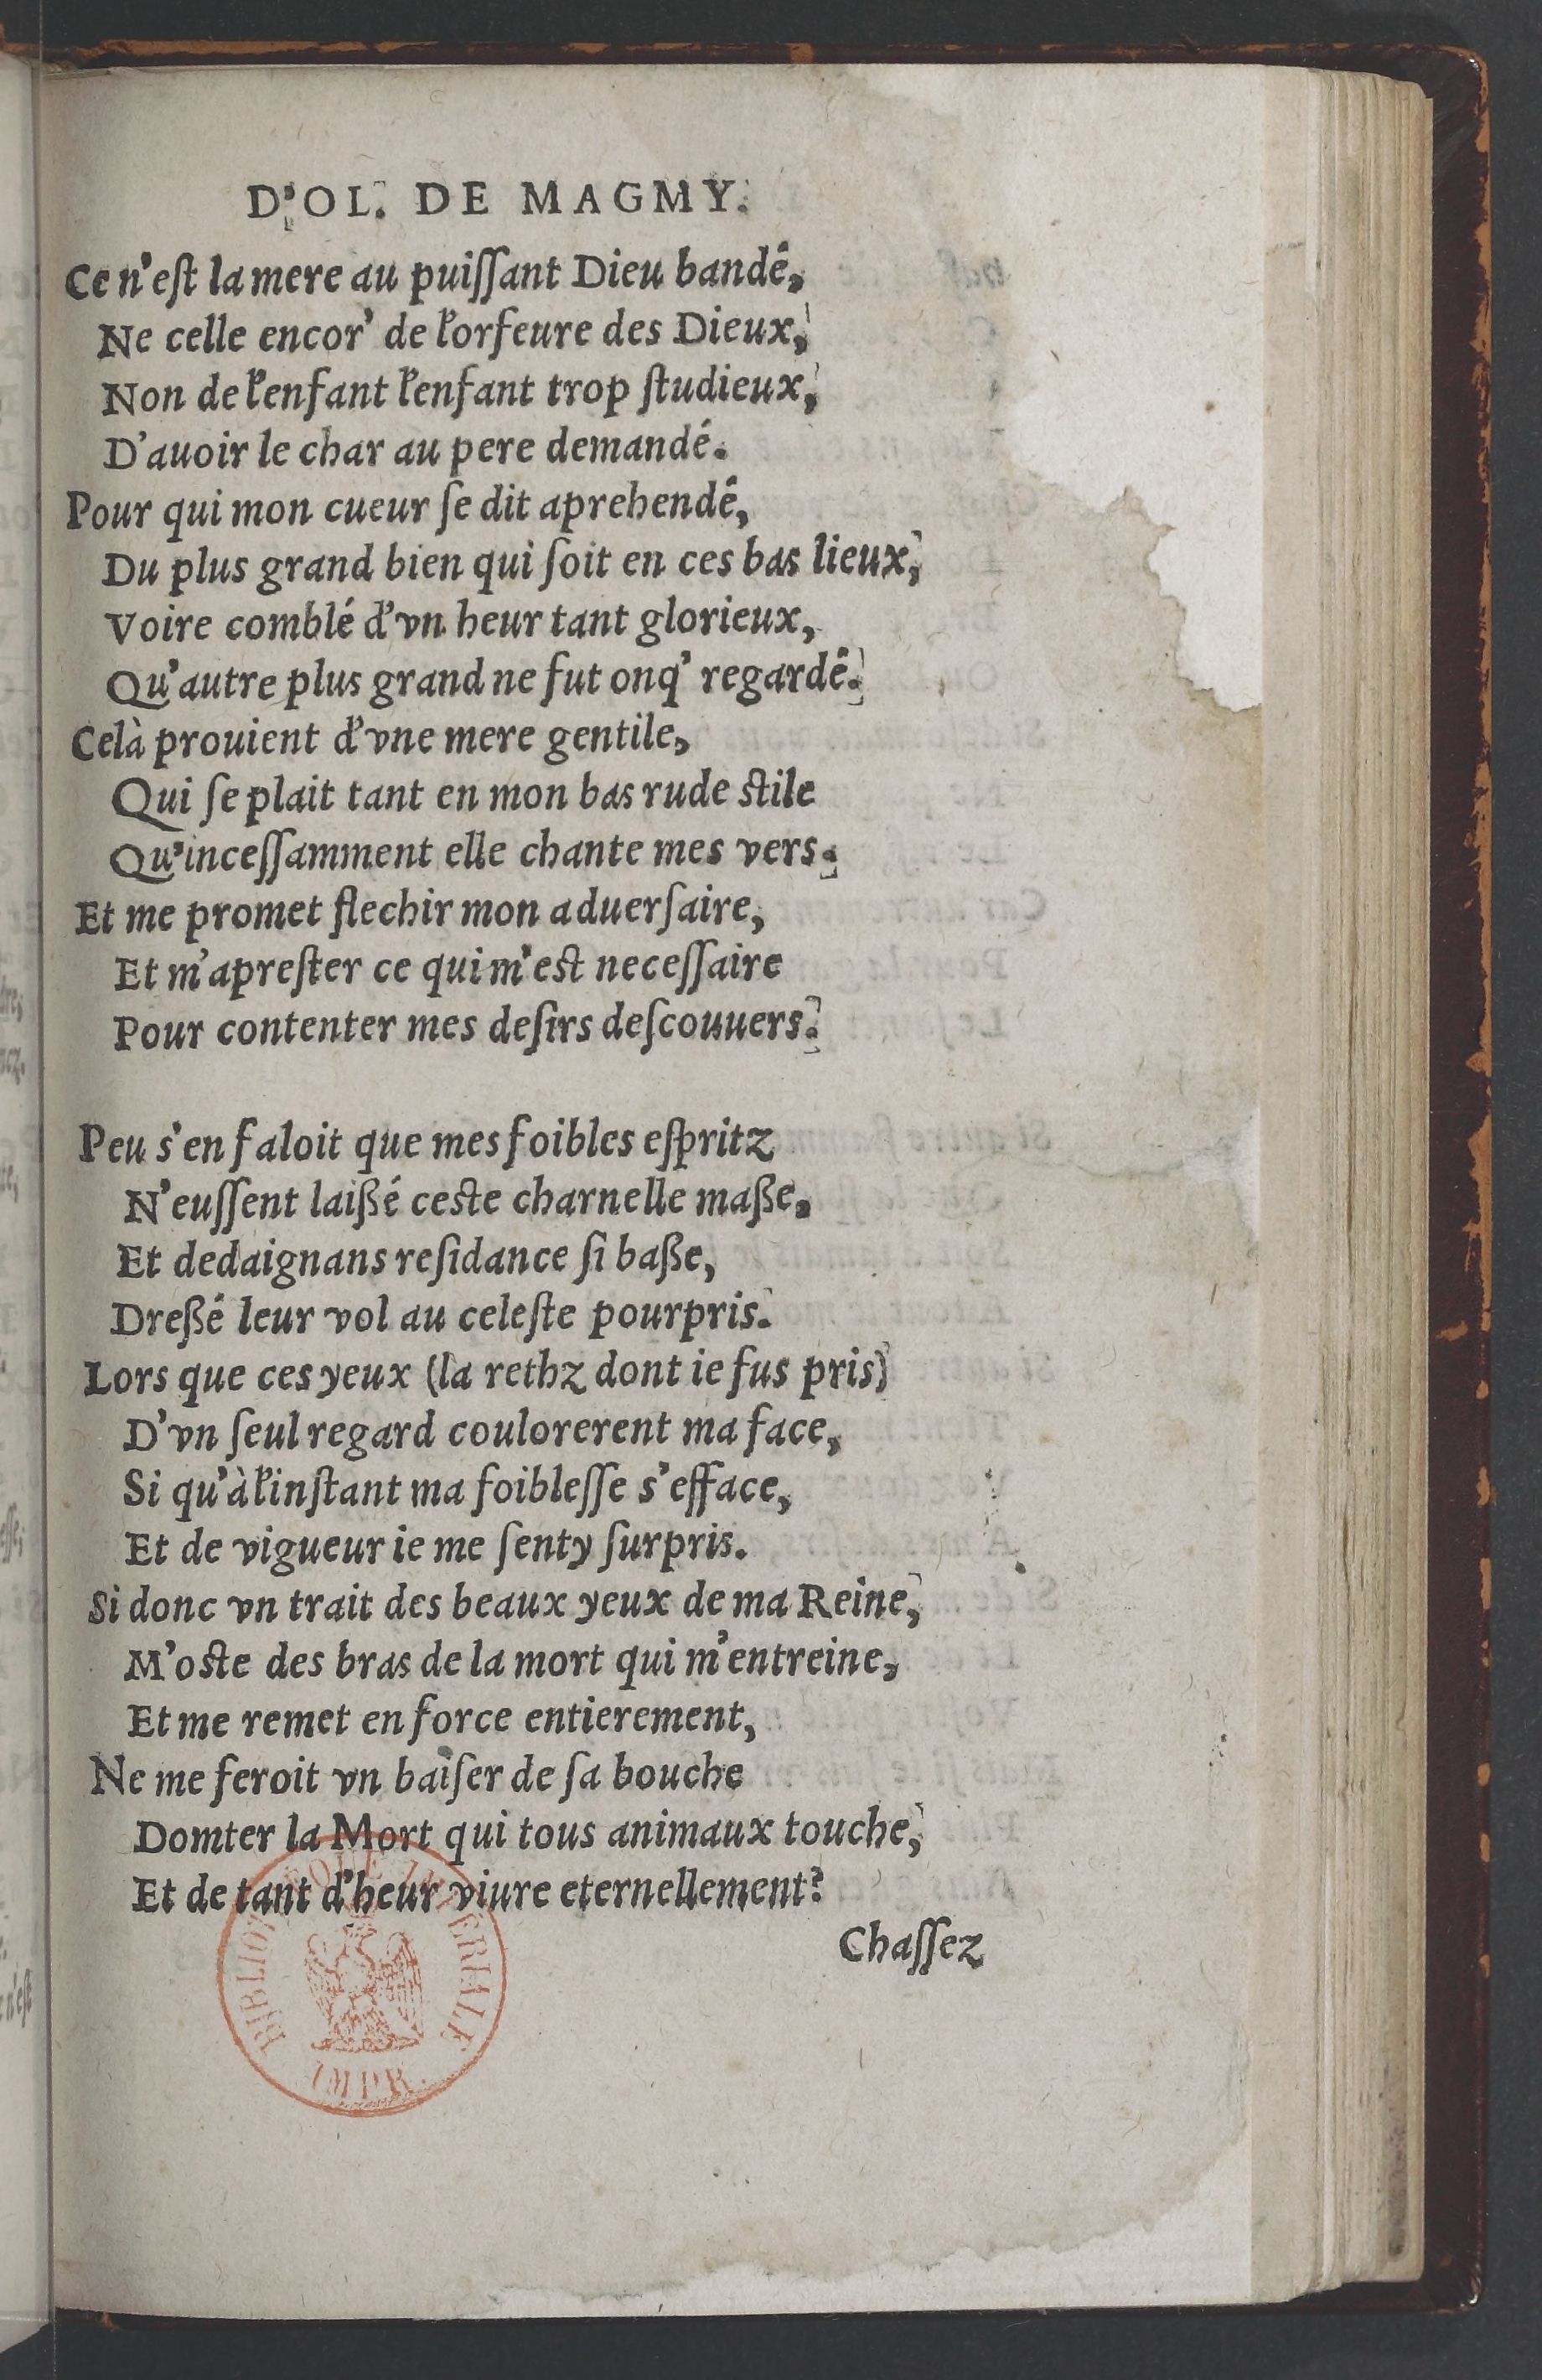 D'OL. DE MAGMY.
Ce n'eſt la mere au puiſſant Dieu bandé,
Ne celle encor' de l'orfeure des Dieux,
Non de l'enfant l'enfant trop ſtudieux,
D'auoir le char au pere demandé.
Pour qui mon cueur ſe dit aprehendé,
Du plus grand bien qui ſoit en ces bas lieux,
Voire comblé d'vn heur tant glorieux,
Qu'autre plus grand ne fut onq' regardé.
Celà prouient d'vne mere gentile,
Qui ſe plait tant en mon bas rude ſtile
Qu'inceſſamment elle chante mes vers.
Et me promet flechir mon aduerſaire,
Et m'apreſter ce qui m'eſt neceſſaire
Pour contenter mes deſirs deſcouuers.
Peu s'en faloit que mes foibles eſpritz
N'euſſent laißé ceſte charnelle maße,
Et dedaignans reſidance ſi baße,
Dreßé leur vol au celeſte pourpris.
Lors que ces yeux (la rethz dont ie fus pris)
D'vn ſeul regard coulorerent ma face,
Si qu'à l'inſtant ma foibleſſe s'efface,
Et de vigueur ie me ſenty ſurpris.
Si donc vn trait des beaux yeux de ma Reine,
M'oſte des bras de la mort qui m'entreine,
Et me remet en force entierement,
Ne me feroit vn baiſer de ſa bouche
Domter la Mort qui tous animaux touche,
Et de tant d'heur viure eternellement?
Chaſſez
BIBLIOTHEQUE IMPERIALE
IMPR.